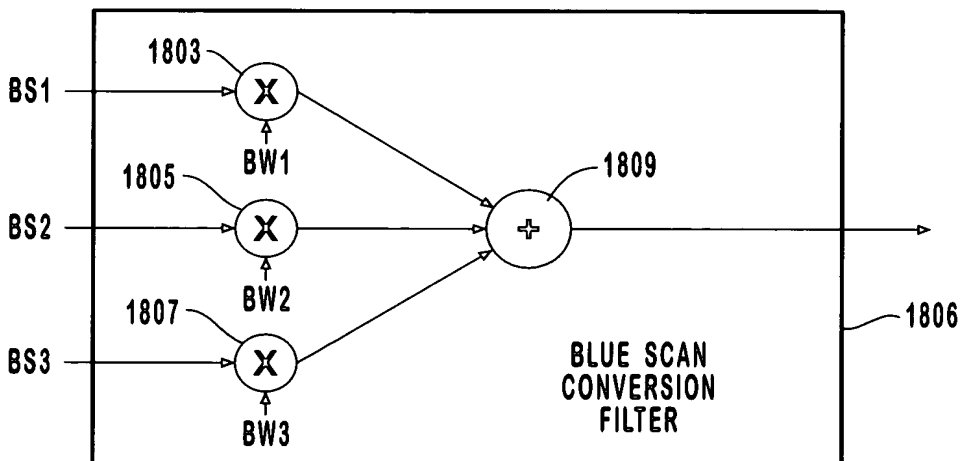 1803
BS1
X
BW1
1805
1809
BS2
X
+
BW2
1807
1806
BS3
X
BLUE SCAN
CONVERSION
FILTER
BW3